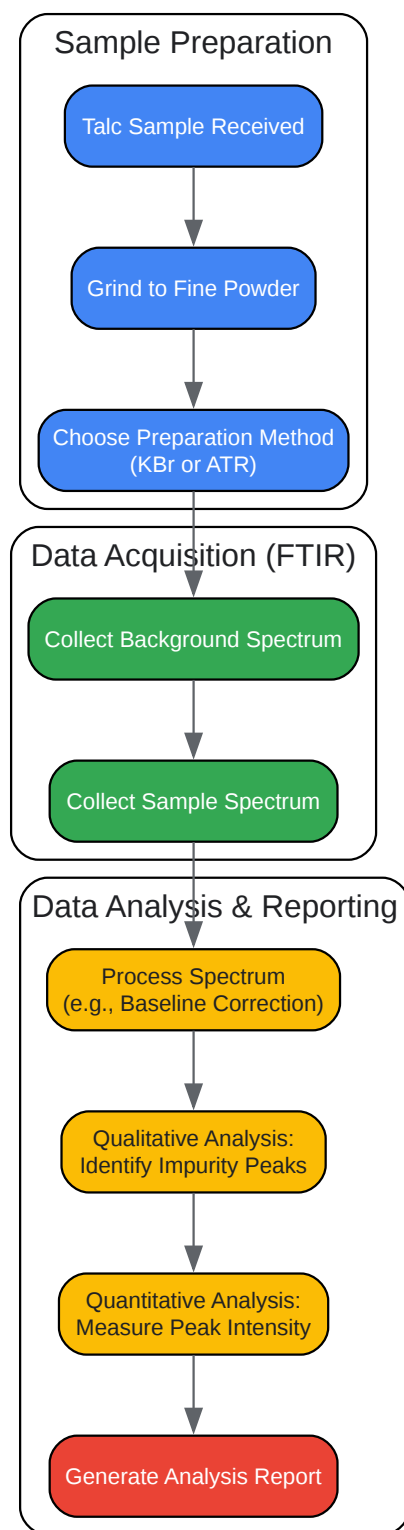 Sample Preparation
Talc Sample Received
Grind to Fine Powder
Choose Preparation Method
(KBr or ATR)
Data Acquisition (FTIR)
Collect Background Spectrum
Collect Sample Spectrum
Data Analysis & Reporting
Process Spectrum
(e.g., Baseline Correction)
Qualitative Analysis:
Identify Impurity Peaks
Quantitative Analysis:
Measure Peak Intensity
Generate Analysis Report